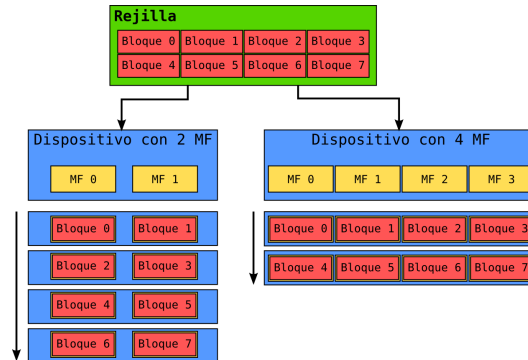 Rejilla
Bloque 0 Bloque 1 Bloque 2 Bloque 3
Bloque 4 Bloque 5 Bloque 6 Bloque 7
Dispositivo con 2 MF
MF 0 MF 1
Bloque 0 Bloque 1
Bloque 2 Bloque 3
Bloque 4 Bloque 5
Bloque 6 Bloque 7
Dispositivo con 4 MF
MF 0 MF 1 MF 2 MF 3
Bloque 0 Bloque 1 Bloque 2 Bloque 3
Bloque 4 Bloque 5 Bloque 6 Bloque 7